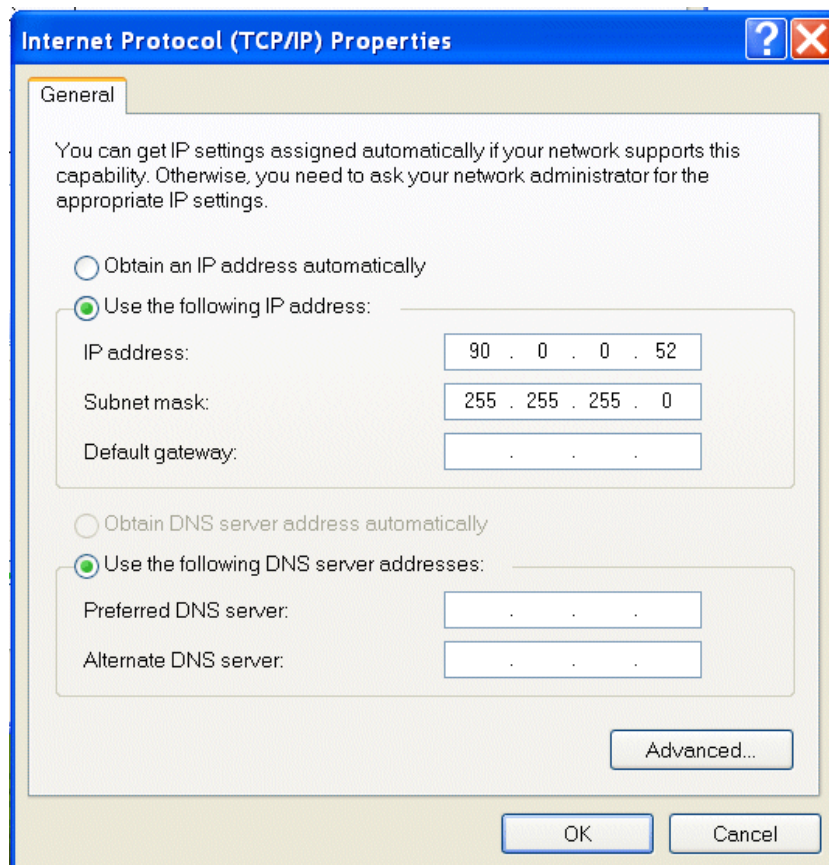 Internet Protocol (TCP/IP) Properties
General
You can get IP settings assigned automatically if your network supports this
capability. Otherwise, you need to ask your network administrator for the
appropriate IP settings.
Obtain an IP address automatically
Use the following IP address:
IP address: 90 . 0 . 0 . 52
Subnet mask: 255 . 255 . 255 . 0
Default gateway: . . .
Obtain DNS server address automatically
Use the following DNS server addresses:
Preferred DNS server: . . .
Alternate DNS server: . . .
Advanced...
OK Cancel